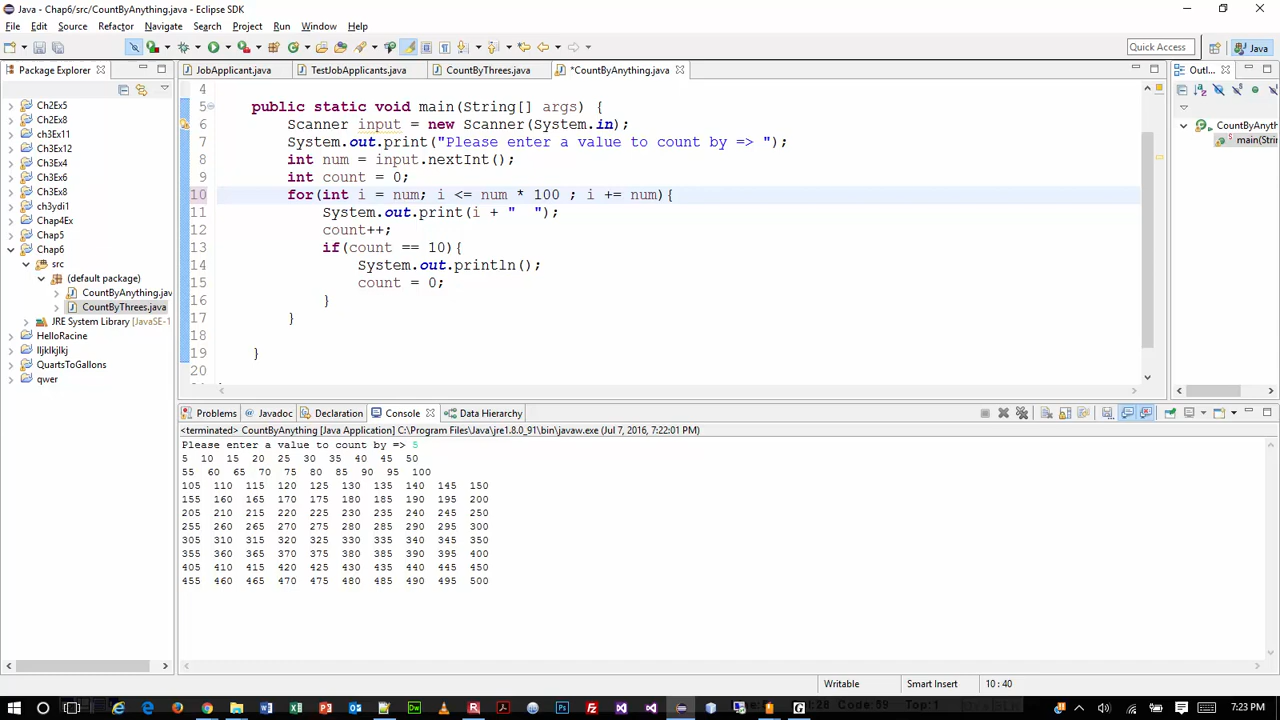 Java - Chap6/src/CountByAnything.java - Eclipse SDK
File Edit Source Refactor Navigate Search Project Run Window Help
Quick Access
Java
Package Explorer
JobApplicant.java TestJobApplicants.java CountByThrees.java *CountByAnything.java
Outl...
Ch2Ex5
Ch2Ex8
ch3Ex11
Ch3Ex12
Ch3Ex4
Ch3Ex6
Ch3Ex8
ch3ydi1
Chap4Ex
Chap5
Chap6
src
(default package)
CountByAnything.jav
CountByThrees.java
JRE System Library [JavaSE-1
HelloRacine
lljklkjlkj
QuartsToGallons
qwer
4
5 public static void main(String[] args) {
6 Scanner input = new Scanner(System.in);
7 System.out.print("Please enter a value to count by => ");
8 int num = input.nextInt();
9 int count = 0;
10 for(int i = num; i <= num * 100 ; i += num){
11 System.out.print(i + "  ");
12 count++;
13 if(count == 10){
14 System.out.println();
15 count = 0;
16 }
17 }
18
19 }
20
CountByAnyth
main(Stri
Problems Javadoc Declaration Console Data Hierarchy
<terminated> CountByAnything [Java Application] C:\Program Files\Java\jre1.8.0_91\bin\javaw.exe (Jul 7, 2016, 7:22:01 PM)
Please enter a value to count by => 5
5 10 15 20 25 30 35 40 45 50
55 60 65 70 75 80 85 90 95 100
105 110 115 120 125 130 135 140 145 150
155 160 165 170 175 180 185 190 195 200
205 210 215 220 225 230 235 240 245 250
255 260 265 270 275 280 285 290 295 300
305 310 315 320 325 330 335 340 345 350
355 360 365 370 375 380 385 390 395 400
405 410 415 420 425 430 435 440 445 450
455 460 465 470 475 480 485 490 495 500
Writable Smart Insert 10 : 40
7:23 PM